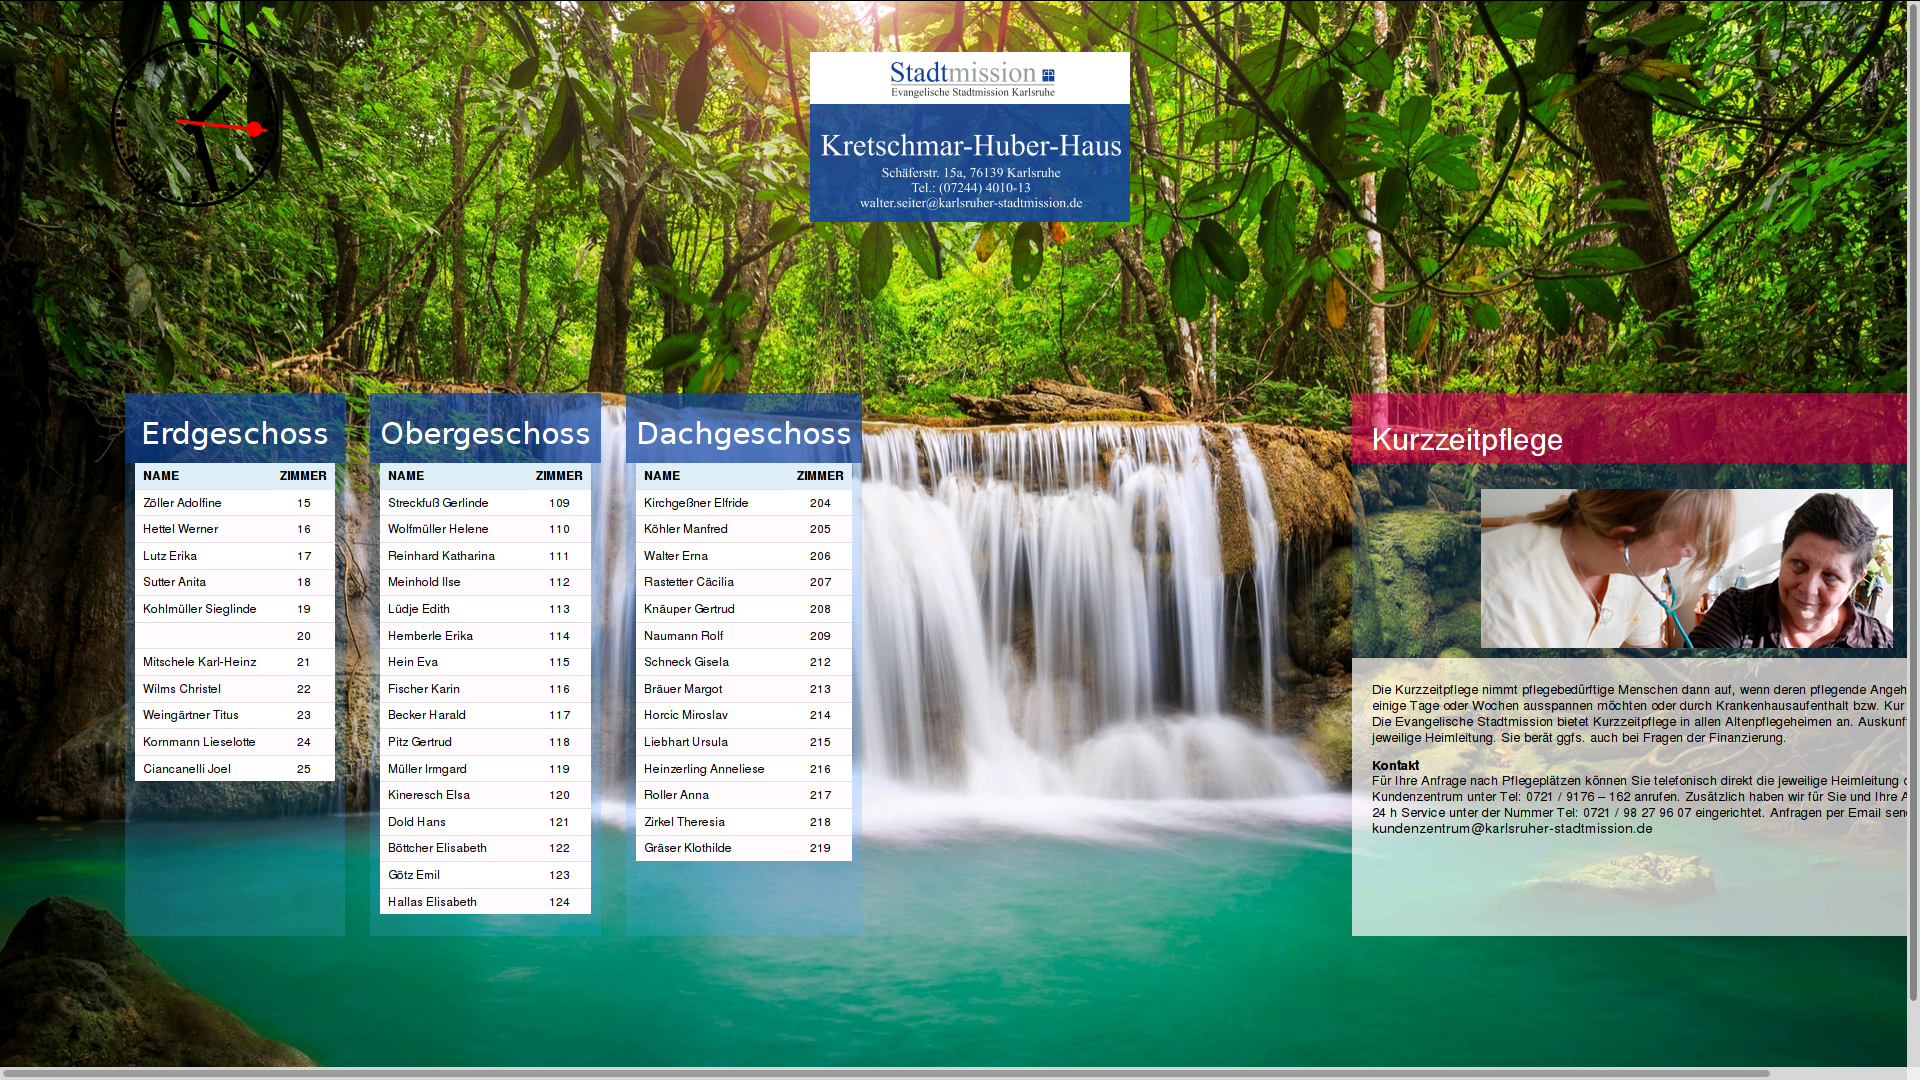 Stadtmission
Evangelische Stadtmission Karlsruhe
Kretschmar-Huber-Haus
Schäferstr. 15a, 76139 Karlsruhe
Tel.: (07244) 4010-13
walter.seiter@karlsruher-stadtmission.de
Erdgeschoss
NAME ZIMMER
Zöller Adolfine 15
Hettel Werner 16
Lutz Erika 17
Sutter Anita 18
Kohlmüller Sieglinde 19
20
Mitschele Karl-Heinz 21
Wilms Christel 22
Weingärtner Titus 23
Kornmann Lieselotte 24
Ciancanelli Joel 25
Obergeschoss
NAME ZIMMER
Streckfuß Gerlinde 109
Wolfmüller Helene 110
Reinhard Katharina 111
Meinhold Ilse 112
Lüdje Edith 113
Hemberle Erika 114
Hein Eva 115
Fischer Karin 116
Becker Harald 117
Pitz Gertrud 118
Müller Irmgard 119
Kineresch Elsa 120
Dold Hans 121
Böttcher Elisabeth 122
Götz Emil 123
Hallas Elisabeth 124
Dachgeschoss
NAME ZIMMER
Kirchgeßner Elfride 204
Köhler Manfred 205
Walter Erna 206
Rastetter Cäcilia 207
Knäuper Gertrud 208
Naumann Rolf 209
Schneck Gisela 212
Bräuer Margot 213
Horcic Miroslav 214
Liebhart Ursula 215
Heinzerling Anneliese 216
Roller Anna 217
Zirkel Theresia 218
Gräser Klothilde 219
Kurzzeitpflege
Die Kurzzeitpflege nimmt pflegebedürftige Menschen dann auf, wenn deren pflegende Angeh
einige Tage oder Wochen ausspannen möchten oder durch Krankenhausaufenthalt bzw. Kur
Die Evangelische Stadtmission bietet Kurzzeitpflege in allen Altenpflegeheimen an. Auskunf
jeweilige Heimleitung. Sie berät ggfs. auch bei Fragen der Finanzierung.
Kontakt
Für Ihre Anfrage nach Pflegeplätzen können Sie telefonisch direkt die jeweilige Heimleitung
Kundenzentrum unter Tel: 0721 / 9176 – 162 anrufen. Zusätzlich haben wir für Sie und Ihre A
24 h Service unter der Nummer Tel: 0721 / 98 27 96 07 eingerichtet. Anfragen per Email sen
kundenzentrum@karlsruher-stadtmission.de